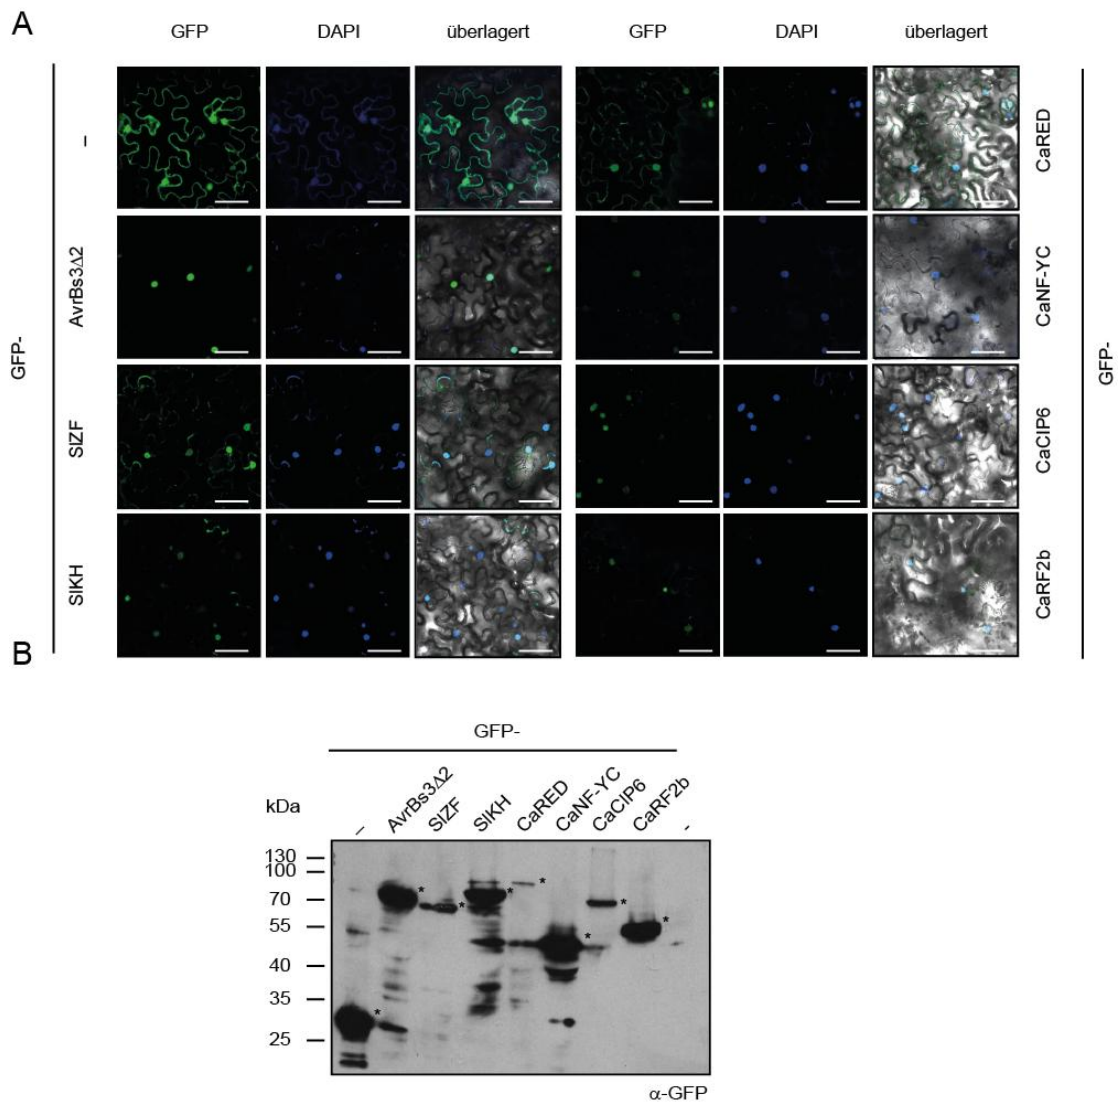 A
GFP DAPI überlagert GFP DAPI überlagert
GFP-
–
AvrBs3Δ2
SlZF
SlKH
CaRED
CaNF-YC
CaCIP6
CaRF2b
GFP-
B
GFP-
kDa
– AvrBs3Δ2 SlZF SlKH CaRED CaNF-YC CaCIP6 CaRF2b -
130
100
70
55
40
35
25
* * * * * * * *
α-GFP